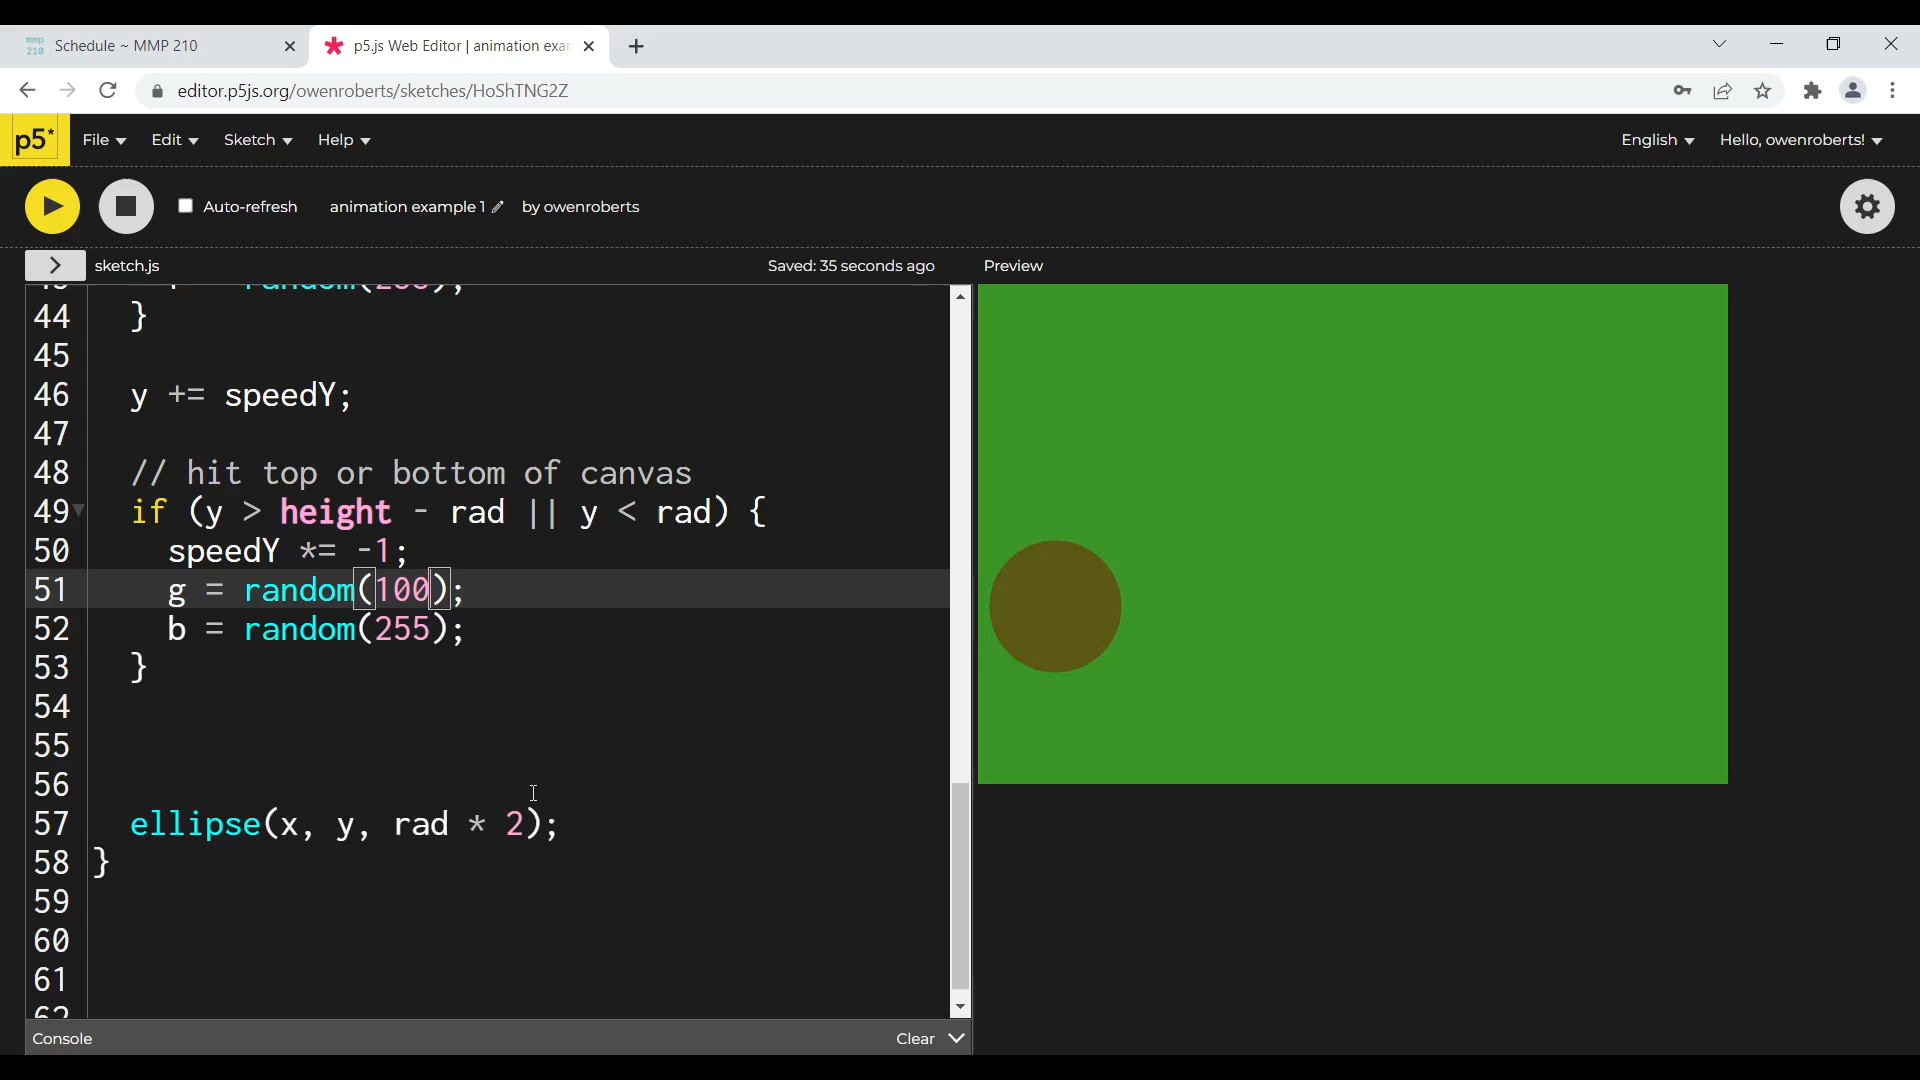 mmp 210 Schedule ~ MMP 210
p5.js Web Editor | animation exa
editor.p5js.org/owenroberts/sketches/HoShTNG2Z
p5* File Edit Sketch Help English Hello, owenroberts!
Auto-refresh animation example 1 by owenroberts
> sketch.js Saved: 35 seconds ago Preview
44 }
45
46 y += speedY;
47
48 // hit top or bottom of canvas
49 if (y > height - rad || y < rad) {
50 speedY *= -1;
51 g = random(100);
52 b = random(255);
53 }
54
55
56
57 ellipse(x, y, rad * 2);
58 }
59
60
61
62
Console Clear